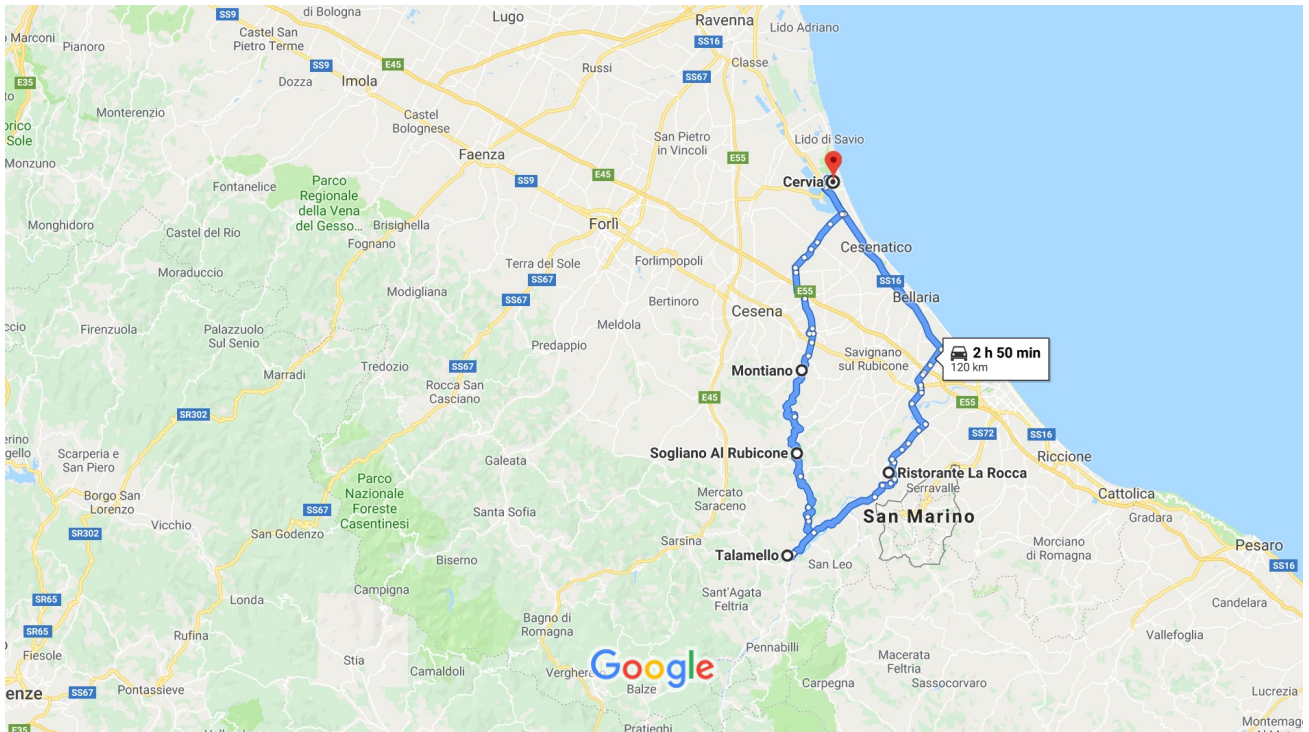 SS9
di Bologna
Lugo
Ravenna
Lido Adriano
Marconi
Pianoro
Castel San
Pietro Terme
SS9
E45
SS16
Classe
E35
Dozza
Imola
Russi
SS67
Monterenzio
Castel
Bolognese
orico
Sole
San Pietro
in Vincoli
Lido di Savio
Monzuno
Faenza
E55
Fontanelice
Parco
Regionale
della Vena
del Gesso...
SS9
E45
Cervia
Monghidoro
Castel del Rio
Brisighella
Forlì
Fognano
Cesenatico
Moraduccio
Terra del Sole
Forlimpopoli
SS67
SS16
Modigliana
SS67
Bertinoro
E55
Bellaria
ccio
Firenzuola
Palazzuolo
Sul Senio
Meldola
Cesena
Predappio
Savignano
sul Rubicone
2 h 50 min
120 km
Marradi
Tredozio
SS67
Rocca San
Casciano
Montiano
E45
E55
SR302
SS72
SS16
Scarperia e
San Piero
Galeata
Sogliano Al Rubicone
Riccione
Borgo San
Lorenzo
Parco
Nazionale
Foreste
Casentinesi
Mercato
Saraceno
Ristorante La Rocca
Serravalle
Cattolica
Vicchio
SS67
Santa Sofia
San Marino
Gradara
SR302
San Godenzo
Sarsina
Morciano
di Romagna
Pesaro
Talamello
San Leo
SS16
Biserno
Campigna
Sant'Agata
Feltria
SR65
Londa
Candelara
Bagno di
Romagna
SR65
Rufina
Vallefoglia
Fiesole
Stia
Pennabilli
Macerata
Feltria
Camaldoli
Google
Balze
Carpegna
Sassocorvaro
enze
SS67
Pontassieve
Lucrezia
E35
Pratieghi